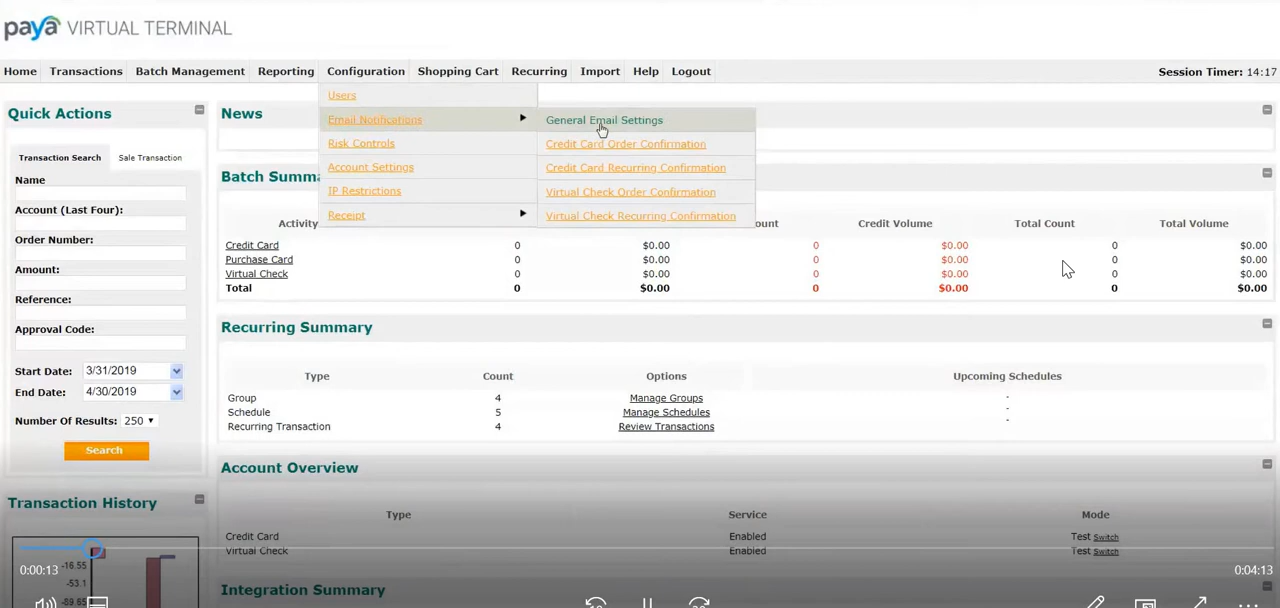 paya VIRTUAL TERMINAL
Home Transactions Batch Management Reporting Configuration Shopping Cart Recurring Import Help Logout Session Timer: 14:17
Quick Actions
Transaction Search Sale Transaction
Name
Account (Last Four):
Order Number:
Amount:
Reference:
Approval Code:
Start Date: 3/31/2019
End Date: 4/30/2019
Number Of Results: 250
Search
Transaction History
-16.55
-53.1
-89.65
Users
Email Notifications
Risk Controls
Account Settings
IP Restrictions
Receipt
General Email Settings
Credit Card Order Confirmation
Credit Card Recurring Confirmation
Virtual Check Order Confirmation
Virtual Check Recurring Confirmation
News
Batch Summa
Activity ount Credit Volume Total Count Total Volume
Credit Card 0 $0.00 0 $0.00 0 $0.00
Purchase Card 0 $0.00 0 $0.00 0 $0.00
Virtual Check 0 $0.00 0 $0.00 0 $0.00
Total 0 $0.00 0 $0.00 0 $0.00
Recurring Summary
Type Count Options Upcoming Schedules
Group 4 Manage Groups -
Schedule 5 Manage Schedules -
Recurring Transaction 4 Review Transactions -
Account Overview
Type Service Mode
Credit Card Enabled Test Switch
Virtual Check Enabled Test Switch
Integration Summary
0:00:13
0:04:13